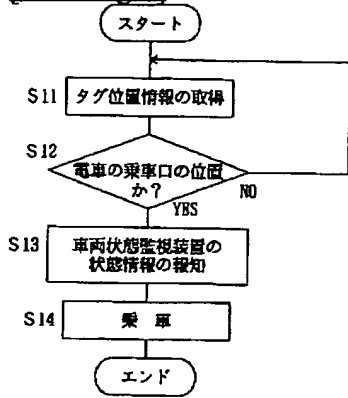 スタート
S11 タグ位置情報の取得
S12
電車の乗車口の位置
か?
NO
YES
S13 車両状態監視装置の
状態情報の報知
S14 乗 車
エンド